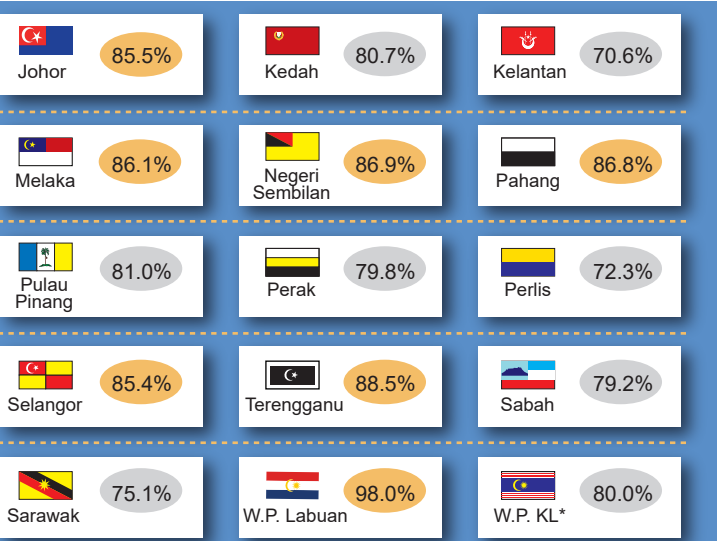 Johor
85.5%
Kedah
80.7%
Kelantan
70.6%
Melaka
86.1%
Negeri
Sembilan
86.9%
Pahang
86.8%
Pulau
Pinang
81.0%
Perak
79.8%
Perlis
72.3%
Selangor
85.4%
Terengganu
88.5%
Sabah
79.2%
Sarawak
75.1%
W.P. Labuan
98.0%
W.P. KL*
80.0%